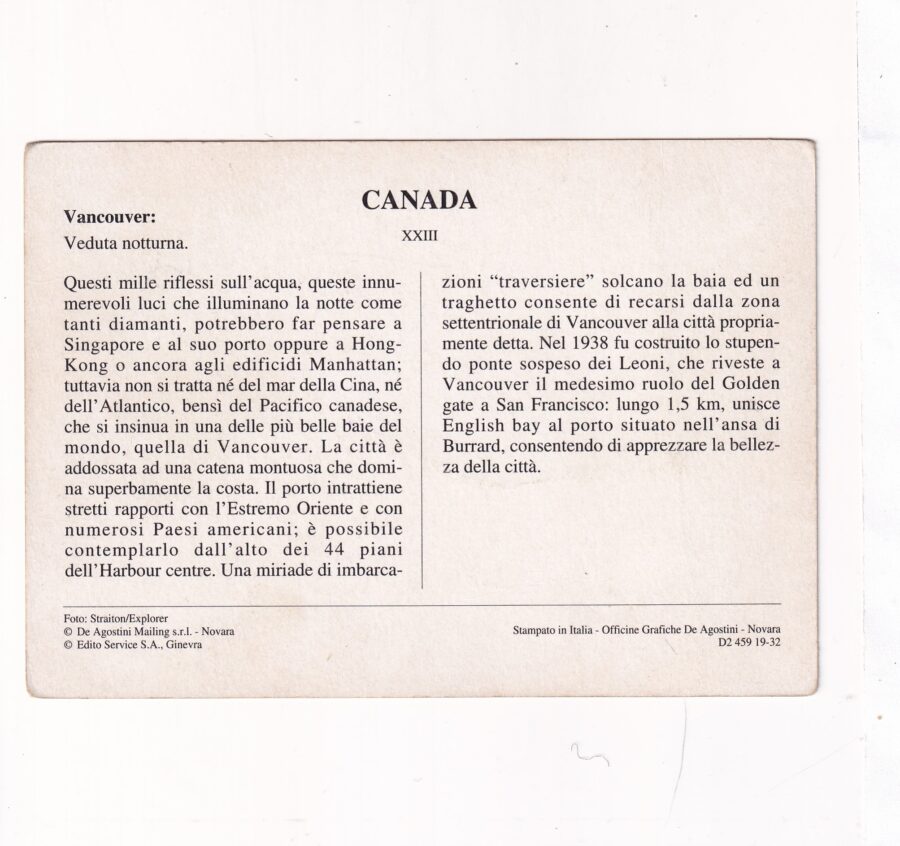 CANADA
XXIII
Vancouver:
Veduta notturna.
Questi mille riflessi sull'acqua, queste innu-
merevoli luci che illuminano la notte come
tanti diamanti, potrebbero far pensare a
Singapore e al suo porto oppure a Hong-
Kong o ancora agli edificidi Manhattan;
tuttavia non si tratta né del mar della Cina, né
dell'Atlantico, bensì del Pacifico canadese,
che si insinua in una delle più belle baie del
mondo, quella di Vancouver. La città è
addossata ad una catena montuosa che domi-
na superbamente la costa. Il porto intrattiene
stretti rapporti con l'Estremo Oriente e con
numerosi Paesi americani; è possibile
contemplarlo dall'alto dei 44 piani
dell'Harbour centre. Una miriade di imbarca-
zioni “traversiere” solcano la baia ed un
traghetto consente di recarsi dalla zona
settentrionale di Vancouver alla città propria-
mente detta. Nel 1938 fu costruito lo stupen-
do ponte sospeso dei Leoni, che riveste a
Vancouver il medesimo ruolo del Golden
gate a San Francisco: lungo 1,5 km, unisce
English bay al porto situato nell'ansa di
Burrard, consentendo di apprezzare la bellez-
za della città.
Foto: Straiton/Explorer
© De Agostini Mailing s.r.l. - Novara
© Edito Service S.A., Ginevra
Stampato in Italia - Officine Grafiche De Agostini - Novara
D2 459 19-32